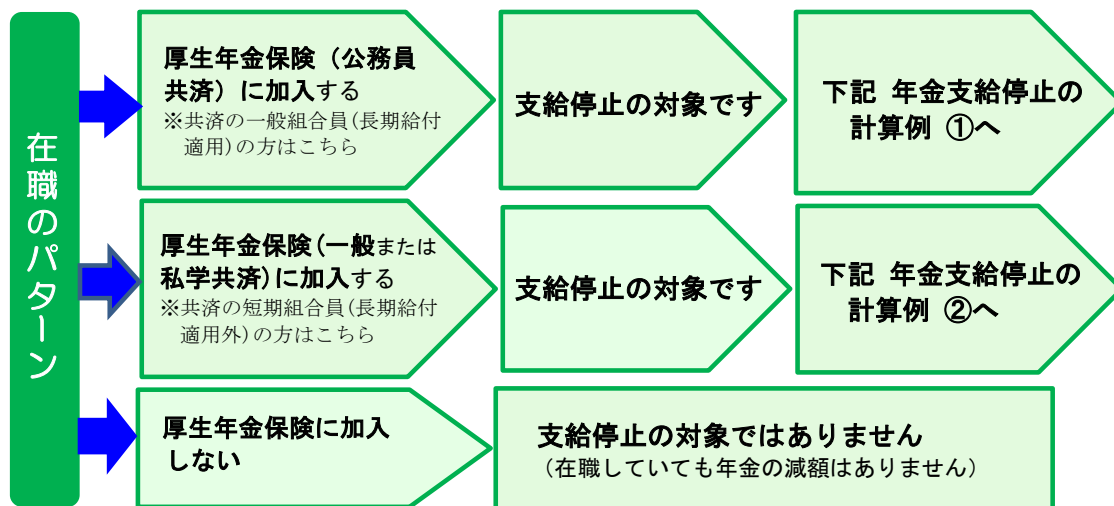 在職のパターン
厚生年金保険（公務員
共済）に加入する
※共済の一般組合員(長期給付
適用)の方はこちら
支給停止の対象です
下記 年金支給停止の
計算例 ①へ
厚生年金保険(一般または
私学共済)に加入する
※共済の短期組合員(長期給付
適用外)の方はこちら
支給停止の対象です
下記 年金支給停止の
計算例 ②へ
厚生年金保険に加入
しない
支給停止の対象ではありません
（在職していても年金の減額はありません）